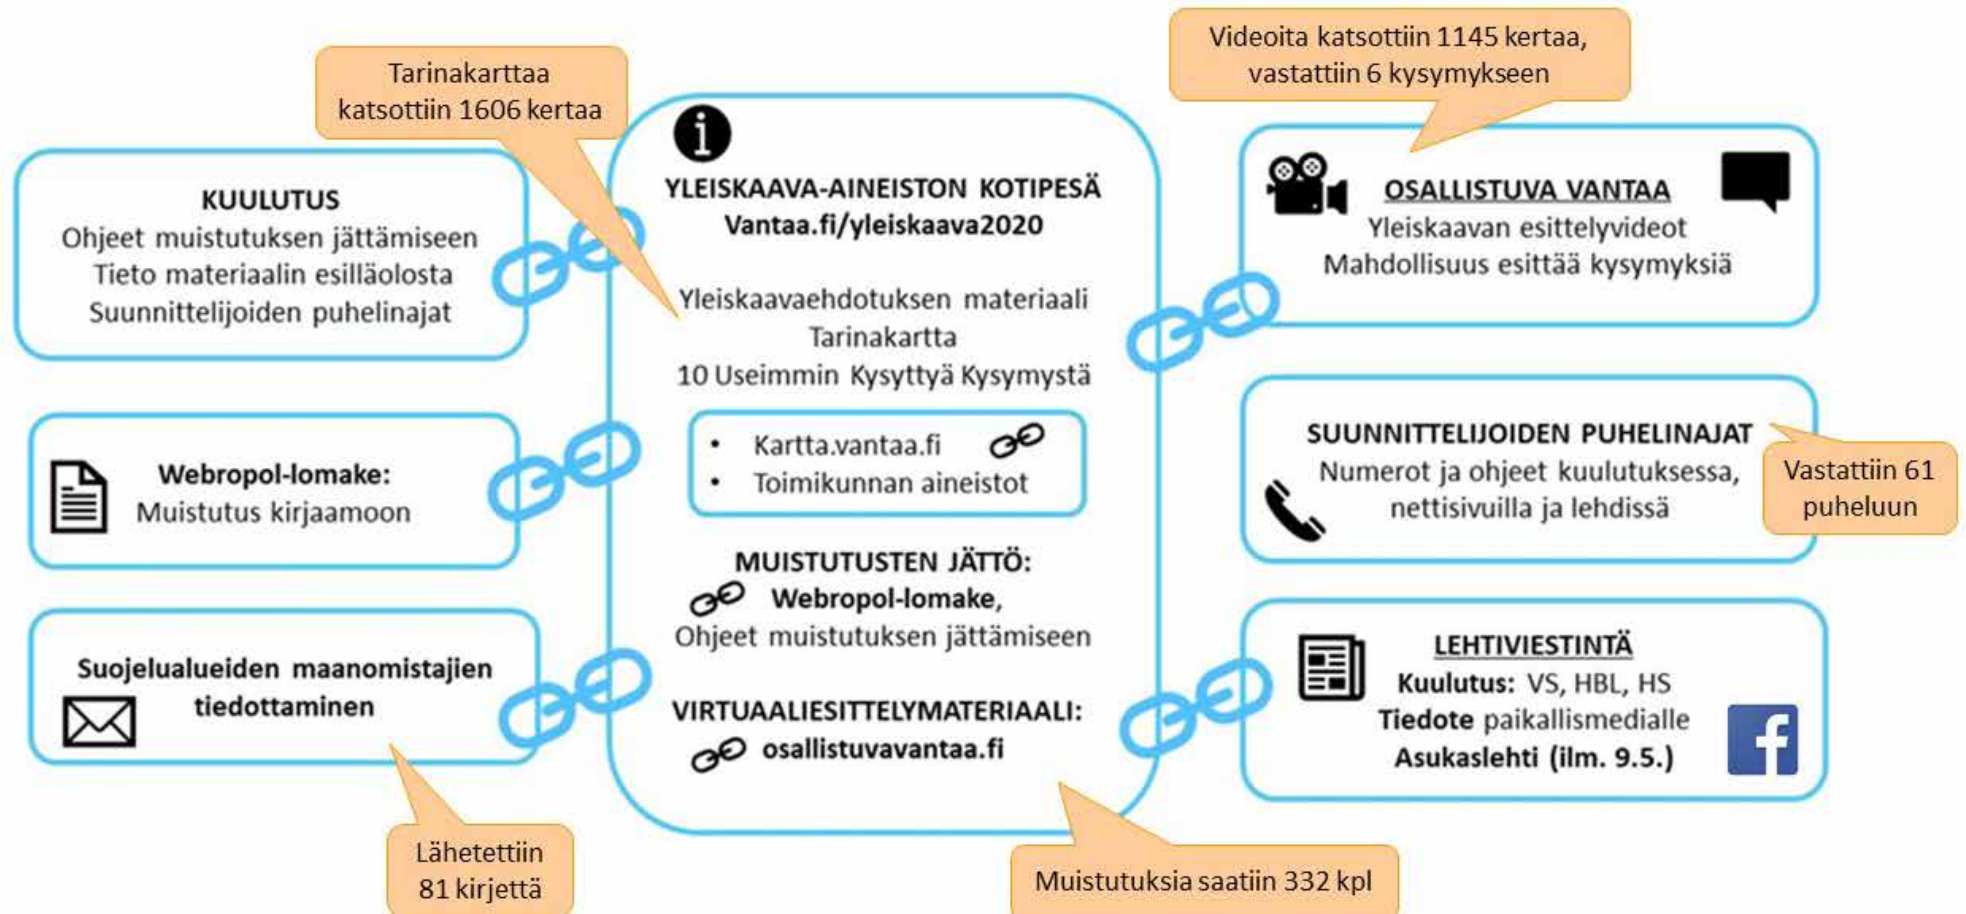 Tarinakarttaa
katsottiin 1606 kertaa
Videoita katsottiin 1145 kertaa,
vastattiin 6 kysymykseen
KUULUTUS
Ohjeet muistutuksen jättämiseen
Tieto materiaalin esilläolosta
Suunnittelijoiden puhelinajat
Webropol-lomake:
Muistutus kirjaamoon
Suojelualueiden maanomistajien
tiedottaminen
Lähetettiin
81 kirjettä
i
YLEISKAAVA-AINEISTON KOTIPESÄ
Vantaa.fi/yleiskaava2020
Yleiskaavaehdotuksen materiaali
Tarinakartta
10 Useimmin Kysyttyä Kysymystä
• Kartta.vantaa.fi
• Toimikunnan aineistot
MUISTUTUSTEN JÄTTÖ:
Webropol-lomake,
Ohjeet muistutuksen jättämiseen
VIRTUAALIESITTELYMATERIAALI:
osallistuvavantaa.fi
Muistutuksia saatiin 332 kpl
OSALLISTUVA VANTAA
Yleiskaavan esittelyvideot
Mahdollisuus esittää kysymyksiä
SUUNNITTELIJOIDEN PUHELINAJAT
Numerot ja ohjeet kuulutuksessa,
nettisivuilla ja lehdissä
Vastattiin 61
puheluun
LEHTIVIESTINTÄ
Kuulutus: VS, HBL, HS
Tiedote paikallismedialle
Asukaslehti (ilm. 9.5.)
f